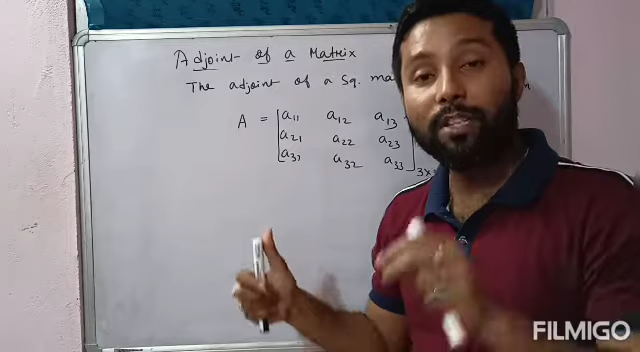 Adjoint of a Matrix
The adjoint of a Sq. ma
A = a11 a12 a13
a21 a22 a23
a31 a32 a33 3x
FILMIGO